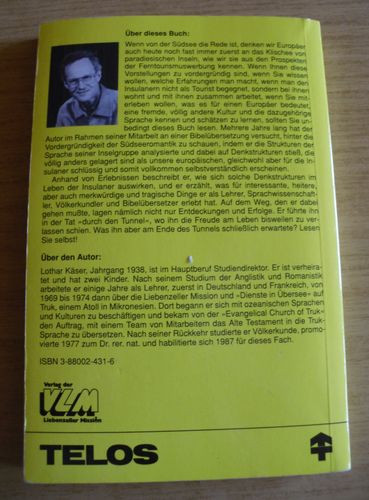 Über dieses Buch:
Wenn von der Südsee die Rede ist, denken wir Europäer
auch heute noch fast immer zuerst an das Klischee von
paradiesischen Inseln, wie wir sie aus den Prospekten
der Ferntourismuswerbung kennen. Wenn Ihnen diese
Vorstellungen zu vordergründig sind, wenn Sie wissen
wollen, welche Erfahrungen man macht, wenn man den
Insulanern nicht als Tourist begegnet, sondern bei ihnen
wohnt und mit ihnen zusammen arbeitet, wenn Sie mit-
erleben wollen, was es für einen Europäer bedeutet,
eine fremde, völlig andere Kultur und die dazugehörige
Sprache kennen und schätzen zu lernen, sollten Sie un-
bedingt dieses Buch lesen. Mehrere Jahre lang hat der
Autor im Rahmen seiner Mitarbeit an einer Bibelübersetzung versucht, hinter die
Vordergründigkeit der Südseeromantik zu schauen, indem er die Strukturen der
Sprache seiner Inselgruppe analysierte und dabei auf Denkstrukturen stieß, die
völlig anders gelagert sind als unsere europäischen, gleichwohl aber für die In-
sulaner schlüssig und somit vollkommen selbstverständlich erscheinen.
Anhand von Erlebnissen beschreibt er, wie sich solche Denkstrukturen im
Leben der Insulaner auswirken, und er erzählt, was für interessante, heitere,
aber auch merkwürdige und tragische Dinge er als Lehrer, Sprachwissenschaft-
ler, Völkerkundler und Bibelübersetzer erlebt hat. Auf dem Weg, den er dabei
gehen mußte, lagen nämlich nicht nur Entdeckungen und Erfolge. Er führte ihn
in der Tat »durch den Tunnel«, wo ihn die Freude am Leben bisweilen zu ver-
lassen schien. Was ihn aber am Ende des Tunnels schließlich erwartete? Lesen
Sie selbst!
Über den Autor:
Lothar Käser, Jahrgang 1938, ist im Hauptberuf Studiendirektor. Er ist verheira-
tet und hat zwei Kinder. Nach seinem Studium der Anglistik und Romanistik
arbeitete er einige Jahre als Lehrer, zuerst in Deutschland und Frankreich, von
1969 bis 1974 dann über die Liebenzeller Mission und »Dienste in Übersee« auf
Truk, einem Atoll in Mikronesien. Dort begann er sich mit ozeanischen Sprachen
und Kulturen zu beschäftigen und bekam von der »Evangelical Church of Truk«
den Auftrag, mit einem Team von Mitarbeitern das Alte Testament in die Truk-
Sprache zu übersetzen. Nach seiner Rückkehr studierte er Völkerkunde, promo-
vierte 1977 zum Dr. rer. nat. und habilitierte sich 1987 für dieses Fach.
ISBN 3-88002-431-6
Verlag der
VLM
Liebenzeller Mission
TELOS